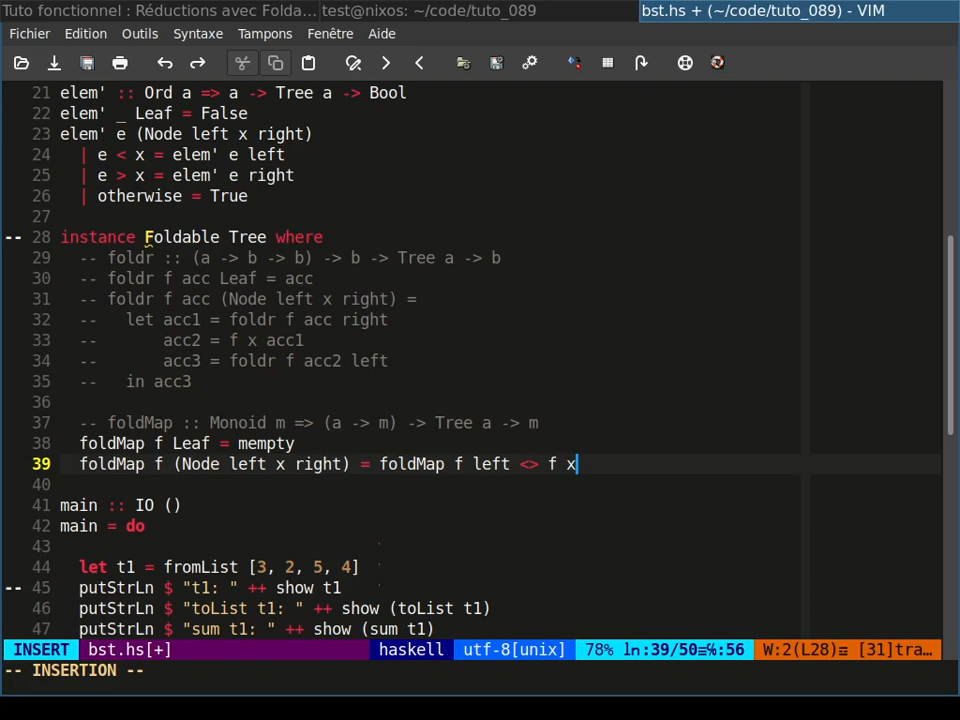 Tuto fonctionnel : Réductions avec Folda... test@nixos: ~/code/tuto_089 bst.hs + (~/code/tuto_089) - VIM
Fichier Edition Outils Syntaxe Tampons Fenêtre Aide
21 elem' :: Ord a => a -> Tree a -> Bool
22 elem' _ Leaf = False
23 elem' e (Node left x right)
24   | e < x = elem' e left
25   | e > x = elem' e right
26   | otherwise = True
27
-- 28 instance Foldable Tree where
29   -- foldr :: (a -> b -> b) -> b -> Tree a -> b
30   -- foldr f acc Leaf = acc
31   -- foldr f acc (Node left x right) =
32   --   let acc1 = foldr f acc right
33   --       acc2 = f x acc1
34   --       acc3 = foldr f acc2 left
35   --   in acc3
36
37   -- foldMap :: Monoid m => (a -> m) -> Tree a -> m
38   foldMap f Leaf = mempty
39   foldMap f (Node left x right) = foldMap f left <> f x
40
41 main :: IO ()
42 main = do
43
44   let t1 = fromList [3, 2, 5, 4]
-- 45   putStrLn $ "t1: " ++ show t1
46   putStrLn $ "toList t1: " ++ show (toList t1)
47   putStrLn $ "sum t1: " ++ show (sum t1)
INSERT bst.hs[+] haskell utf-8[unix] 78% ln:39/50≡℅:56 W:2(L28)☲ [31]tra…
-- INSERTION --